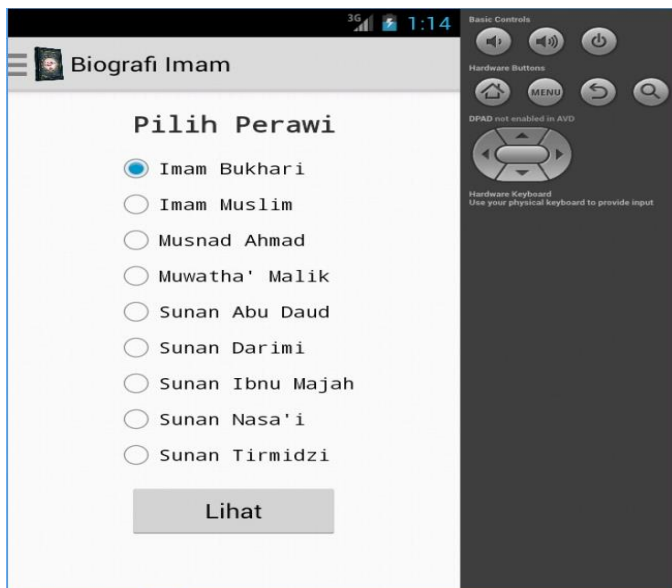 3G 1:14
Biografi Imam
Pilih Perawi
Imam Bukhari
Imam Muslim
Musnad Ahmad
Muwatha' Malik
Sunan Abu Daud
Sunan Darimi
Sunan Ibnu Majah
Sunan Nasa'i
Sunan Tirmidzi
Lihat
Basic Controls
Hardware Buttons
MENU
DPAD not enabled in AVD
Hardware Keyboard
Use your physical keyboard to provide input